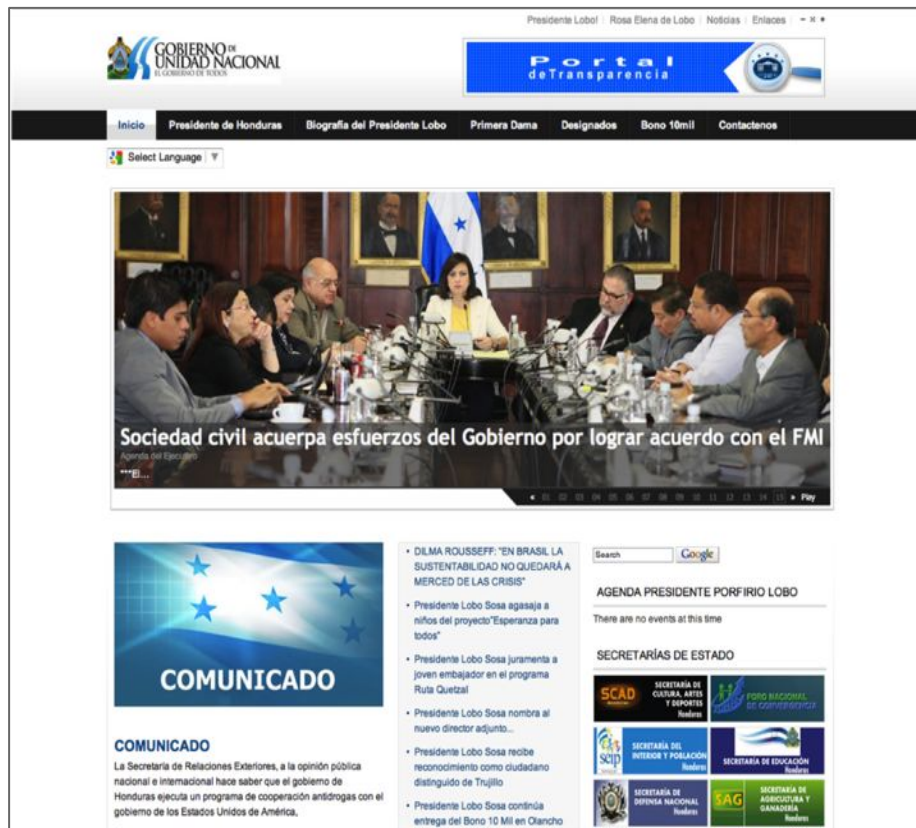 Presidente Lobo! | Rosa Elena de Lobo | Noticias | Enlaces
GOBIERNO DE
UNIDAD NACIONAL
EL GOBIERNO DE TODOS
Portal
deTransparencia
Inicio Presidente de Honduras Biografia del Presidente Lobo Primera Dama Designados Bono 10mil Contactenos
Select Language ▼
Sociedad civil acuerpa esfuerzos del Gobierno por lograr acuerdo con el FMI
Agenda del Ejecutivo
***El...
« 01 02 03 04 05 06 07 08 09 10 11 12 13 14 15 » Play
COMUNICADO
COMUNICADO
La Secretaría de Relaciones Exteriores, a la opinión pública
nacional e internacional hace saber que el gobierno de
Honduras ejecuta un programa de cooperación antidrogas con el
gobierno de los Estados Unidos de América,
• DILMA ROUSSEFF: "EN BRASIL LA
SUSTENTABILIDAD NO QUEDARÁ A
MERCED DE LAS CRISIS"
• Presidente Lobo Sosa agasaja a
niños del proyecto"Esperanza para
todos"
• Presidente Lobo Sosa juramenta a
joven embajador en el programa
Ruta Quetzal
• Presidente Lobo Sosa nombra al
nuevo director adjunto...
• Presidente Lobo Sosa recibe
reconocimiento como ciudadano
distinguido de Trujillo
• Presidente Lobo Sosa continúa
entrega del Bono 10 Mil en Olancho
Search Google
AGENDA PRESIDENTE PORFIRIO LOBO
There are no events at this time
SECRETARÍAS DE ESTADO
SCAD
SECRETARÍA DE
CULTURA, ARTES
Y DEPORTES
Honduras
FORO NACIONAL
DE CONVERGENCIA
seip
SECRETARÍA DEL
INTERIOR Y POBLACIÓN
Honduras
SECRETARÍA DE EDUCACIÓN
Honduras
SECRETARÍA DE
DEFENSA NACIONAL
Honduras
SAG
SECRETARÍA DE
AGRICULTURA Y
GANADERÍA
Honduras